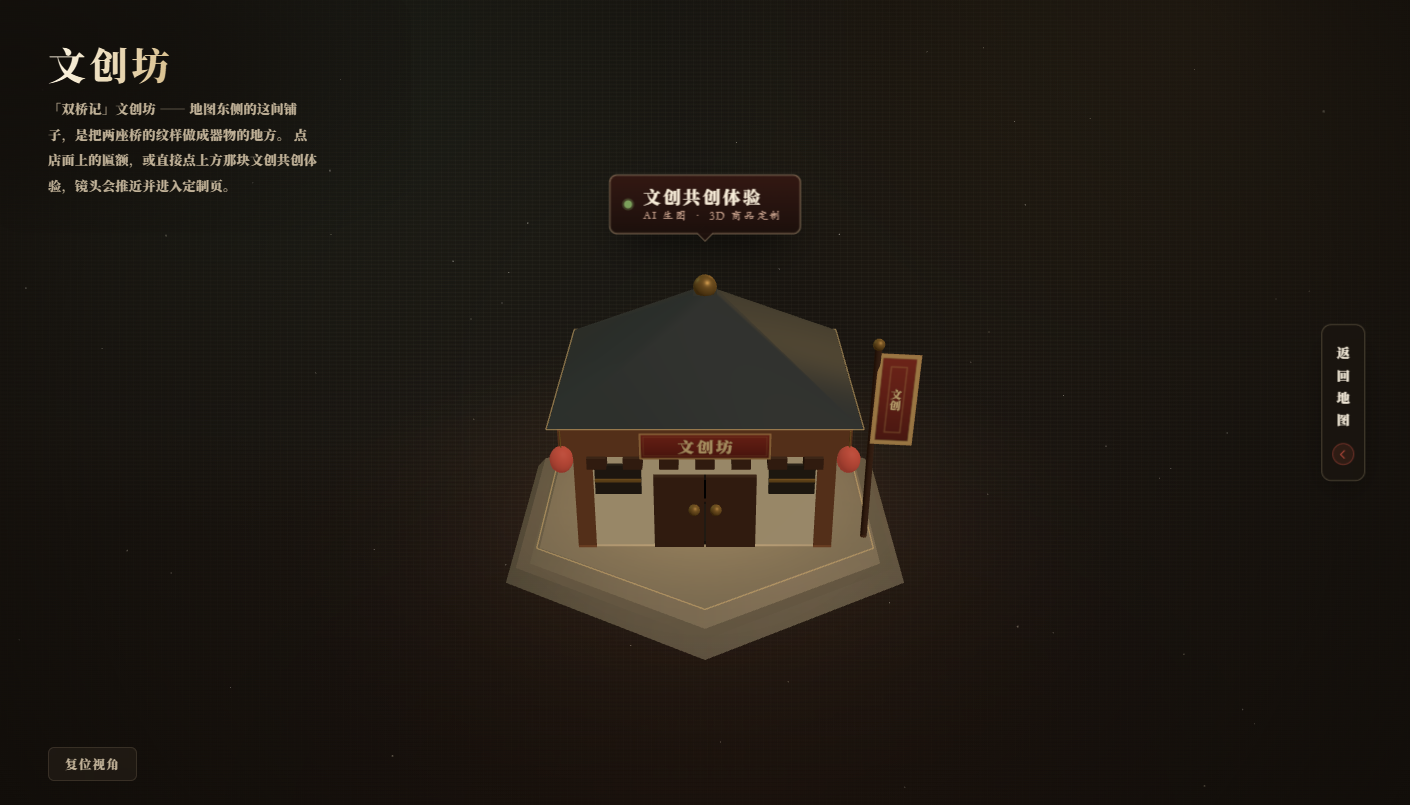 文创坊
「双桥记」文创坊 —— 地图东侧的这间铺
子，是把两座桥的纹样做成器物的地方。 点
店面上的匾额，或直接点上方那块文创共创体
验，镜头会推近并进入定制页。
文创共创体验
AI 生图 · 3D 商品定制
文创
文创坊
返回地图
复位视角